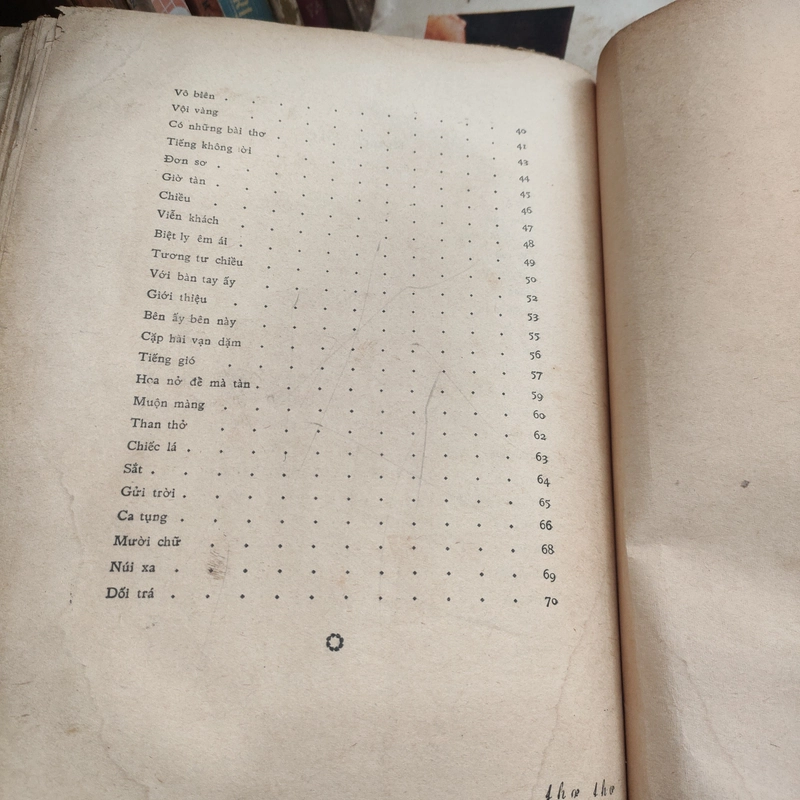 Vô biên 40
Vội vàng 41
Có những bài thơ 43
Tiếng không lời 44
Đơn sơ 45
Giờ tàn 46
Chiều 47
Viễn khách 48
Biệt ly êm ái 49
Tương tư chiều 50
Với bàn tay ấy 52
Giới thiệu 53
Bên ấy bên này 55
Cặp hài vạn dặm 56
Tiếng gió 57
Hoa nở để mà tàn 59
Muộn màng 60
Than thở 62
Chiếc lá 63
Sắt 64
Gửi trời 65
Ca tụng 66
Mười chữ 68
Núi xa 69
Dối trá 70
thơ thơ